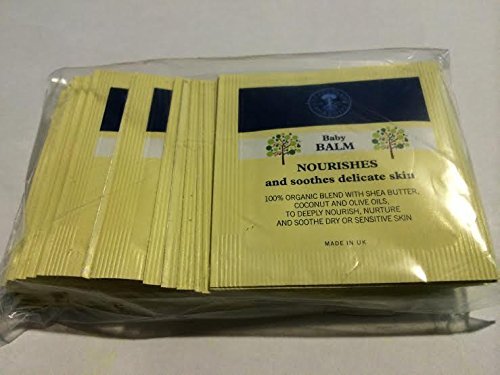 Baby
BALM
NOURISHES
and soothes delicate skin
100% ORGANIC BLEND WITH SHEA BUTTER,
COCONUT AND OLIVE OILS,
TO DEEPLY NOURISH, NURTURE
AND SOOTHE DRY OR SENSITIVE SKIN
MADE IN UK